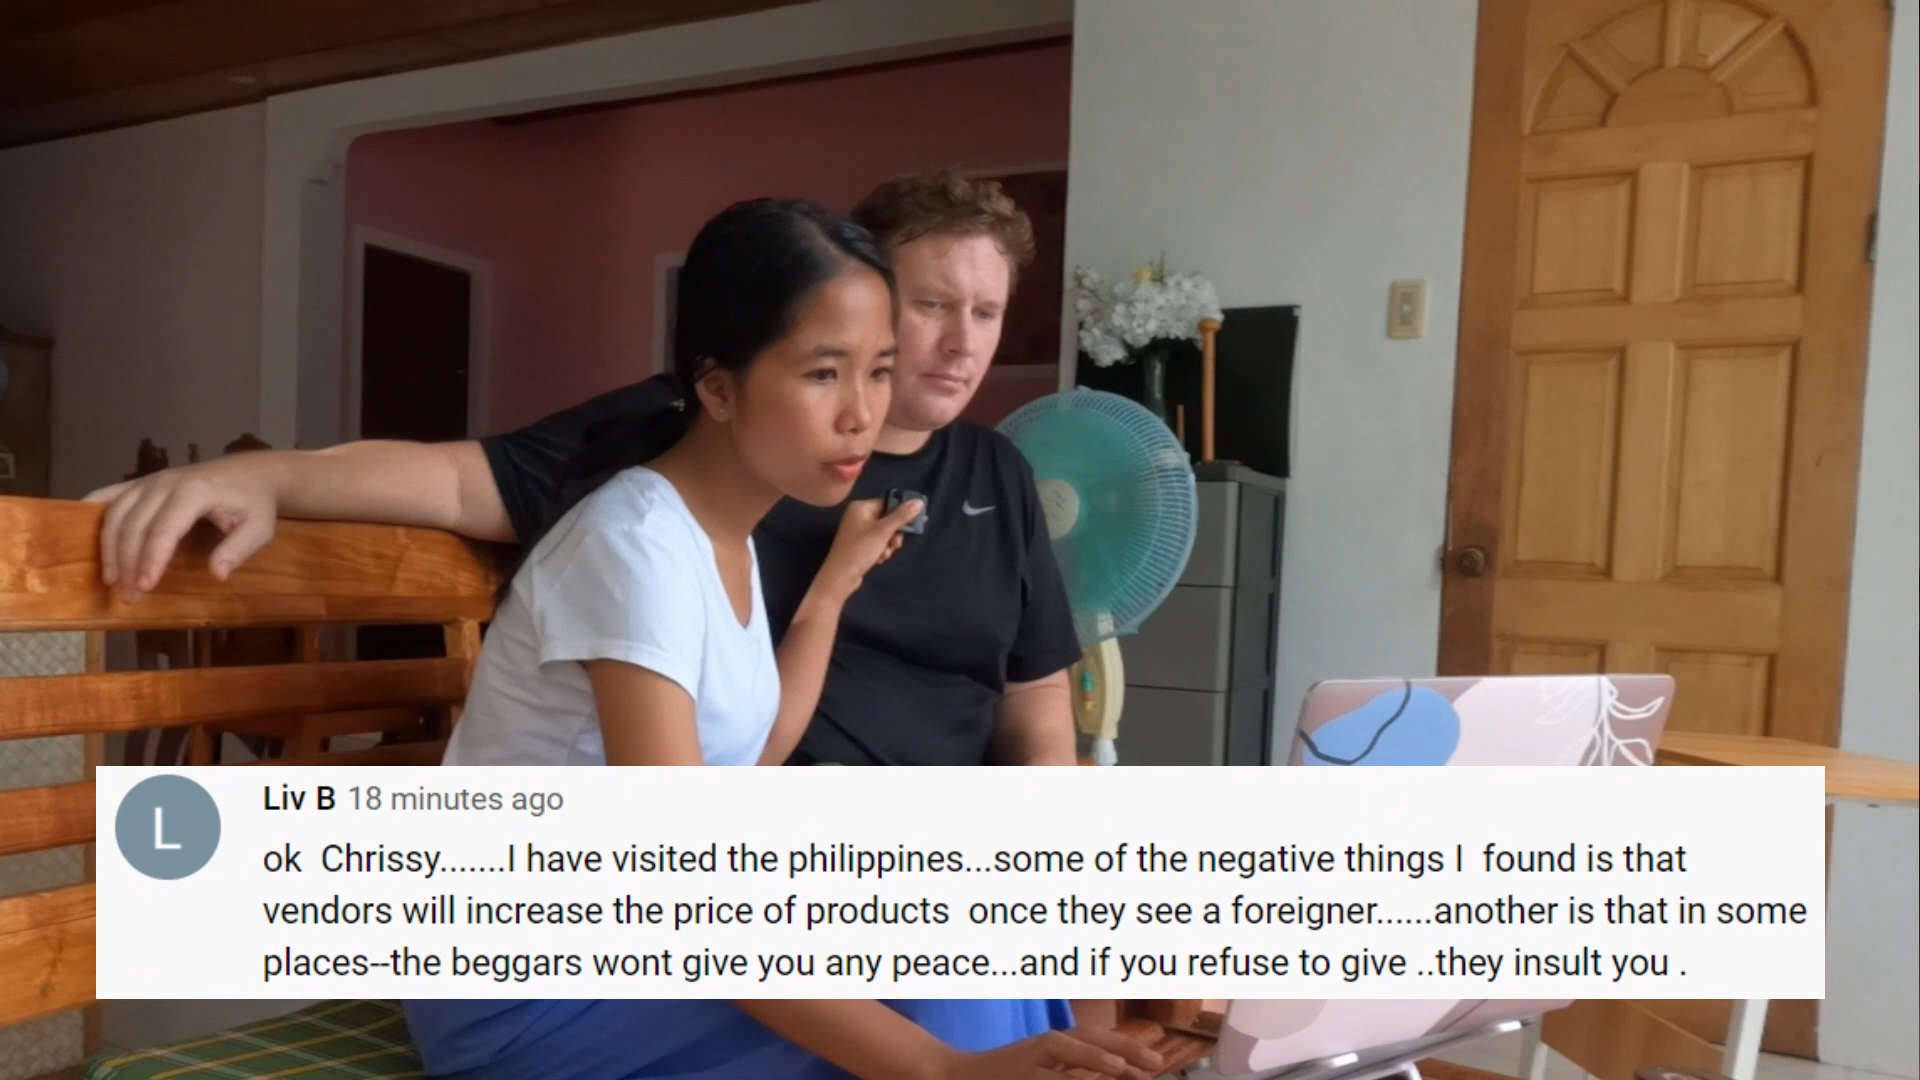 L
Liv B 18 minutes ago
ok  Chrissy.......I have visited the philippines...some of the negative things I  found is that
vendors will increase the price of products  once they see a foreigner......another is that in some
places--the beggars wont give you any peace...and if you refuse to give ..they insult you .